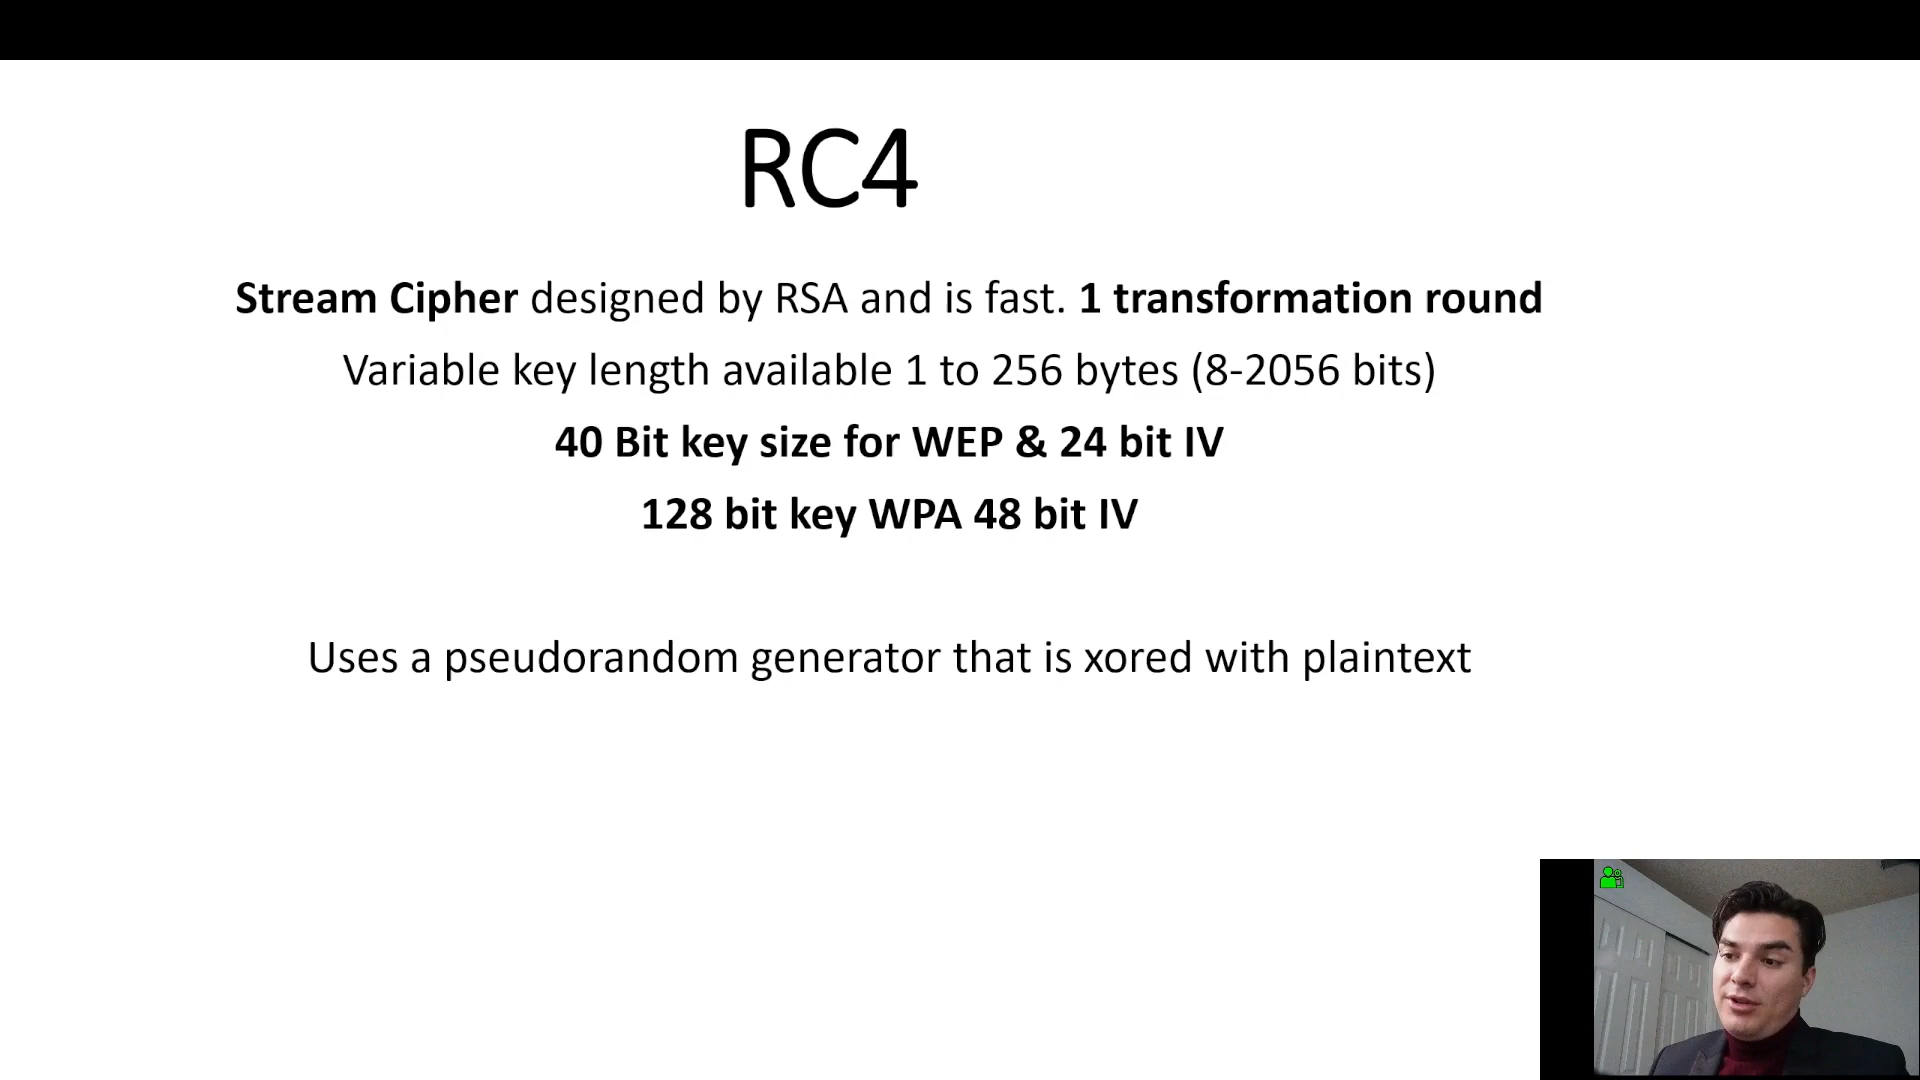 RC4
Stream Cipher designed by RSA and is fast. 1 transformation round
Variable key length available 1 to 256 bytes (8-2056 bits)
40 Bit key size for WEP & 24 bit IV
128 bit key WPA 48 bit IV
Uses a pseudorandom generator that is xored with plaintext